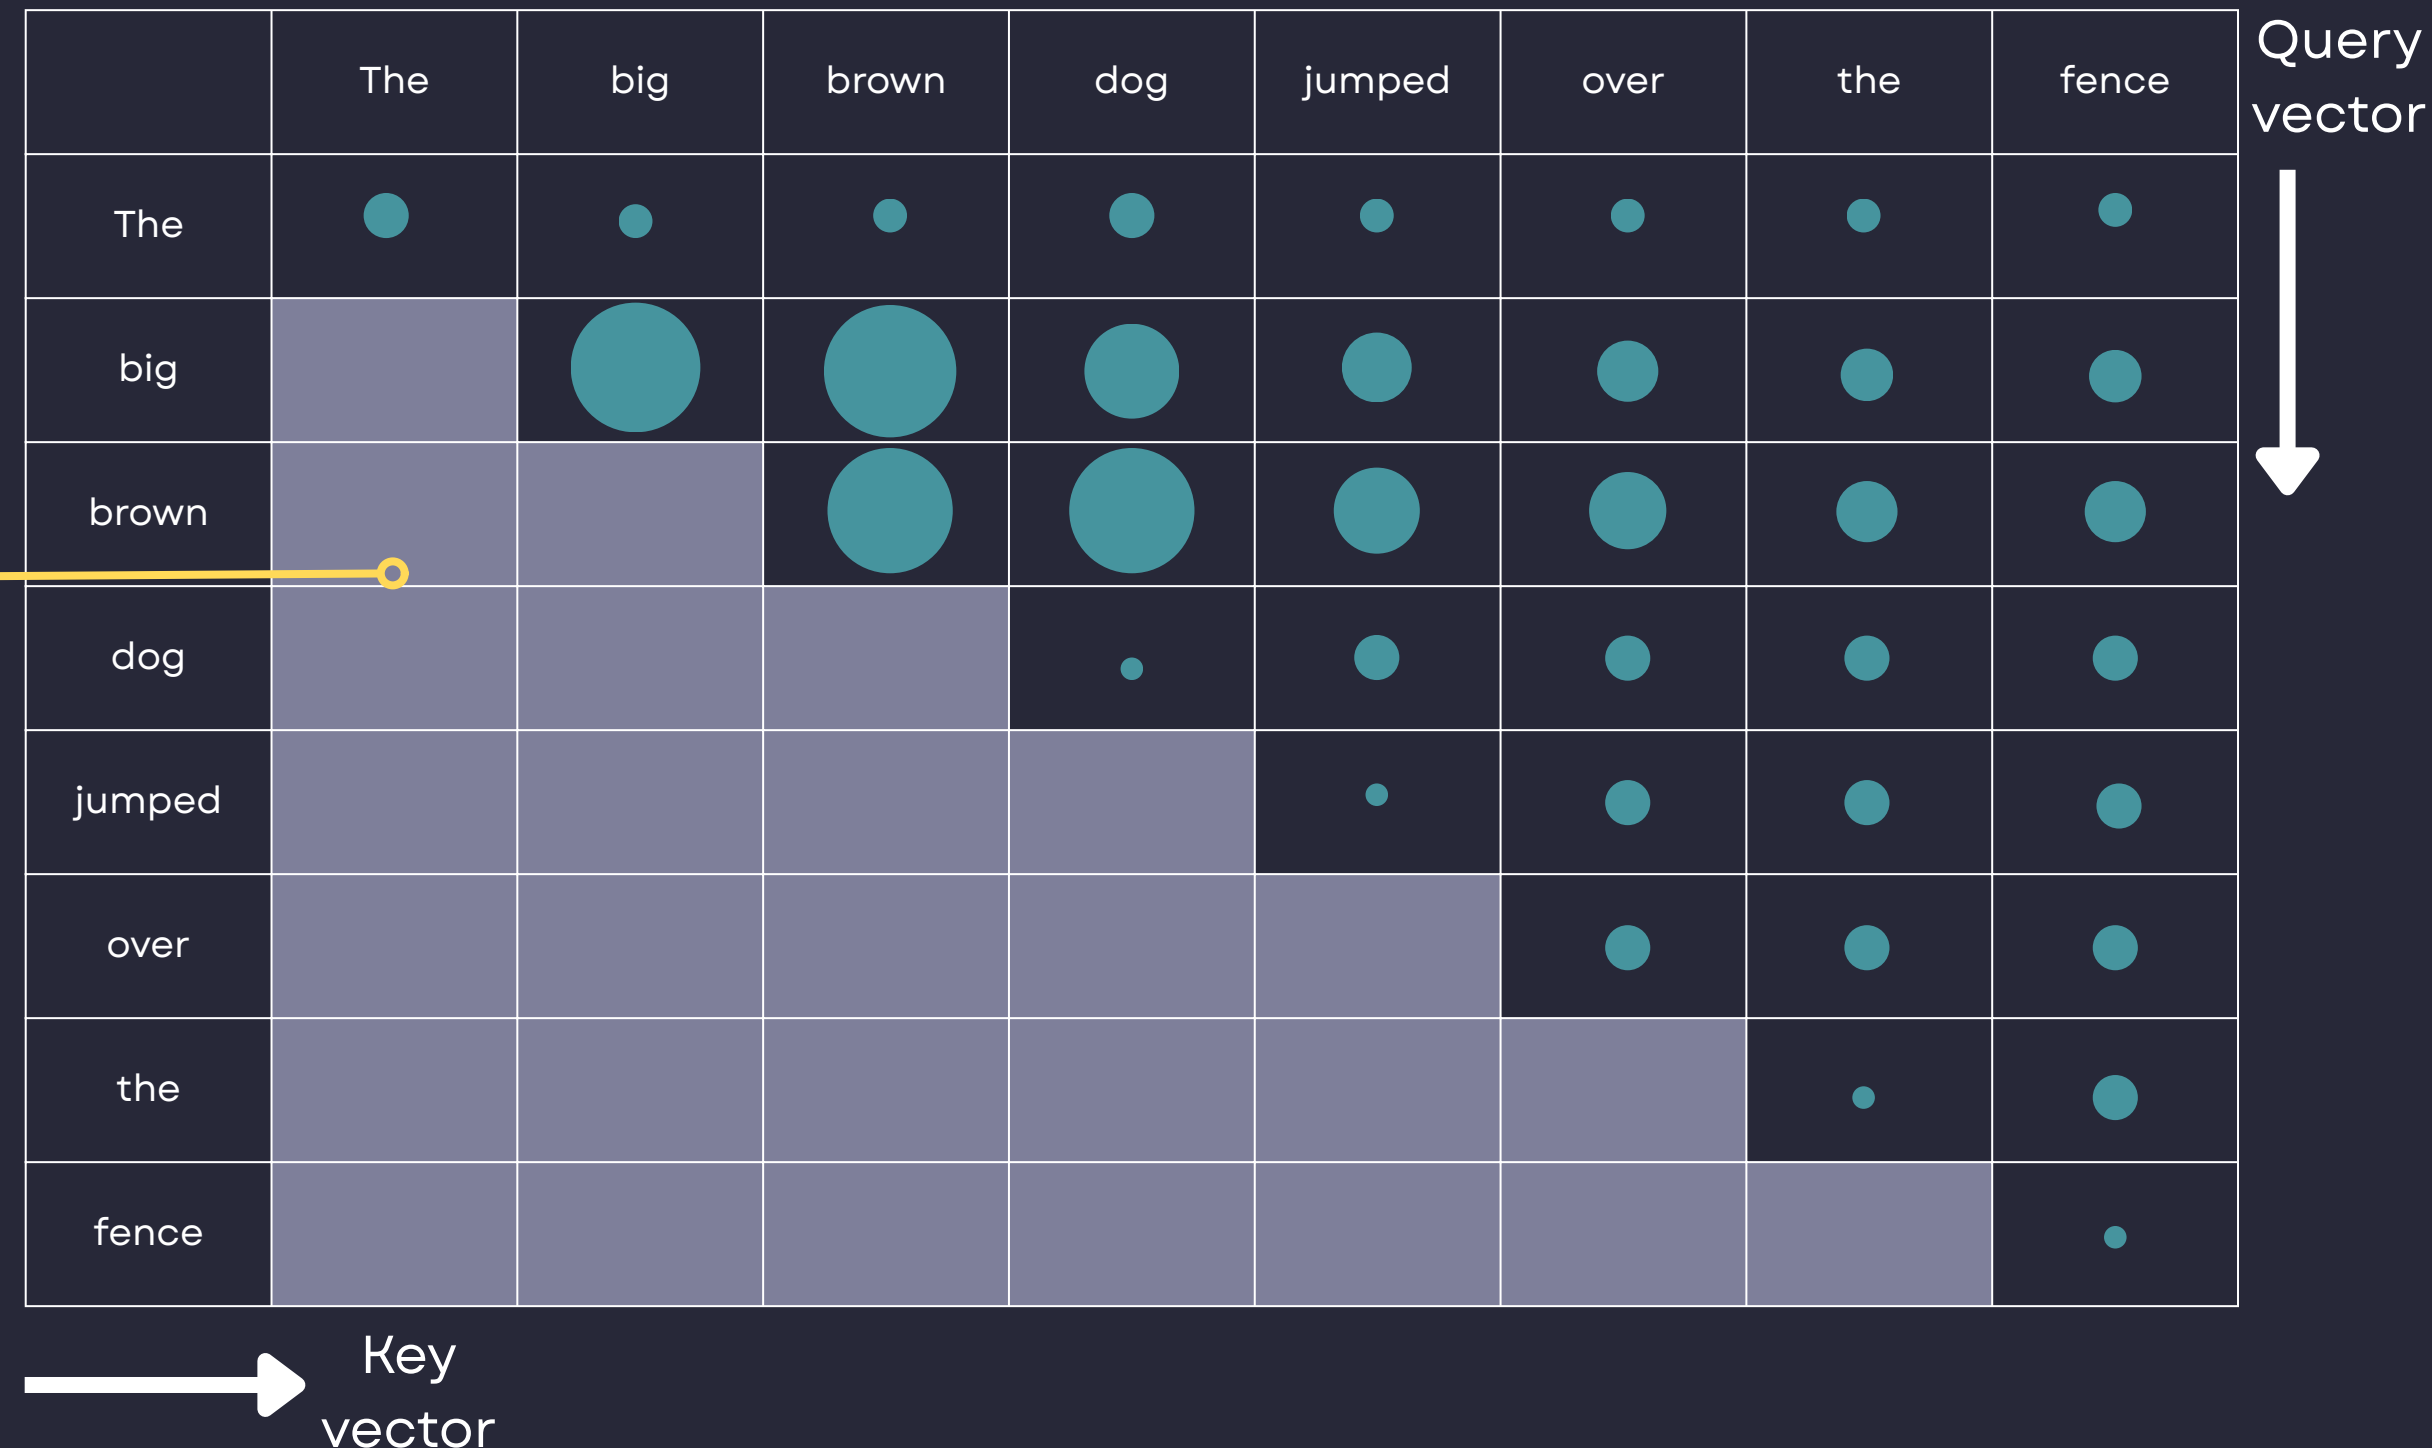 The big brown dog jumped over the fence
Query
vector
The
big
brown
dog
jumped
over
the
fence
Key
vector